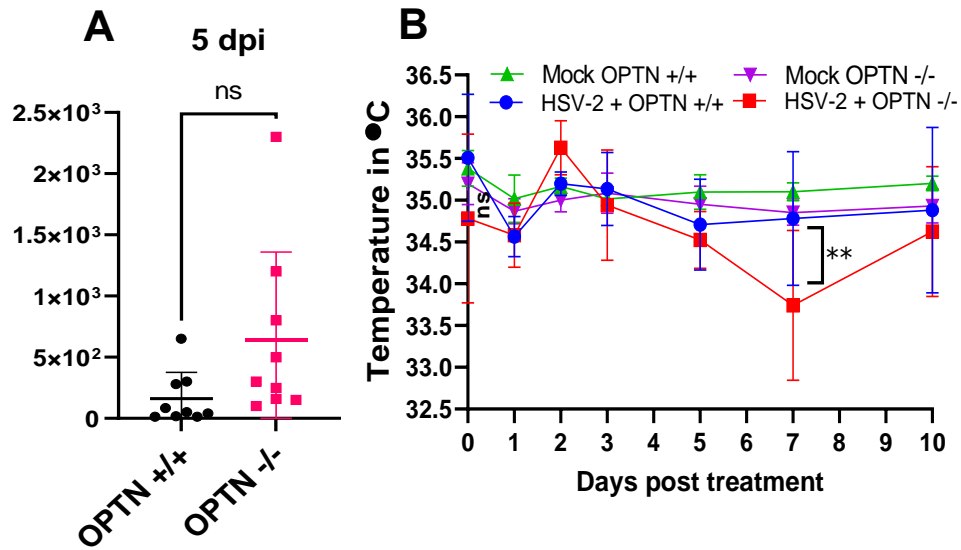 A
5 dpi
ns
2.5×10³
2×10³
1.5×10³
1×10³
5×10²
0
OPTN +/+
OPTN -/-
B
Mock OPTN +/+
Mock OPTN -/-
HSV-2 + OPTN +/+
HSV-2 + OPTN -/-
Temperature in ●C
36.5
36.0
35.5
35.0
34.5
34.0
33.5
33.0
32.5
ns
**
0 1 2 3 4 5 6 7 8 9 10
Days post treatment